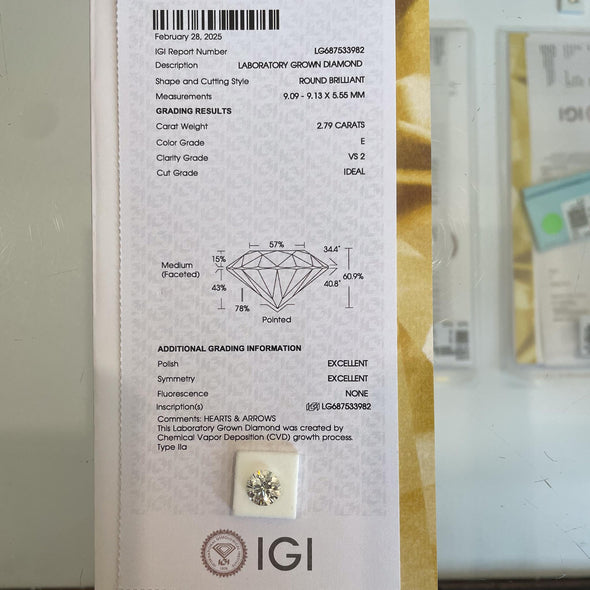 February 28, 2025
IGI Report Number LG687533982
Description LABORATORY GROWN DIAMOND
Shape and Cutting Style ROUND BRILLIANT
Measurements 9.09 - 9.13 X 5.55 MM
GRADING RESULTS
Carat Weight 2.79 CARATS
Color Grade E
Clarity Grade VS 2
Cut Grade IDEAL
57%
34.4°
15%
Medium
(Faceted)
60.9%
43%
40.8°
78%
Pointed
ADDITIONAL GRADING INFORMATION
Polish EXCELLENT
Symmetry EXCELLENT
Fluorescence NONE
Inscription(s) IGI LG687533982
Comments: HEARTS & ARROWS
This Laboratory Grown Diamond was created by
Chemical Vapor Deposition (CVD) growth process.
Type IIa
IGI
IGI